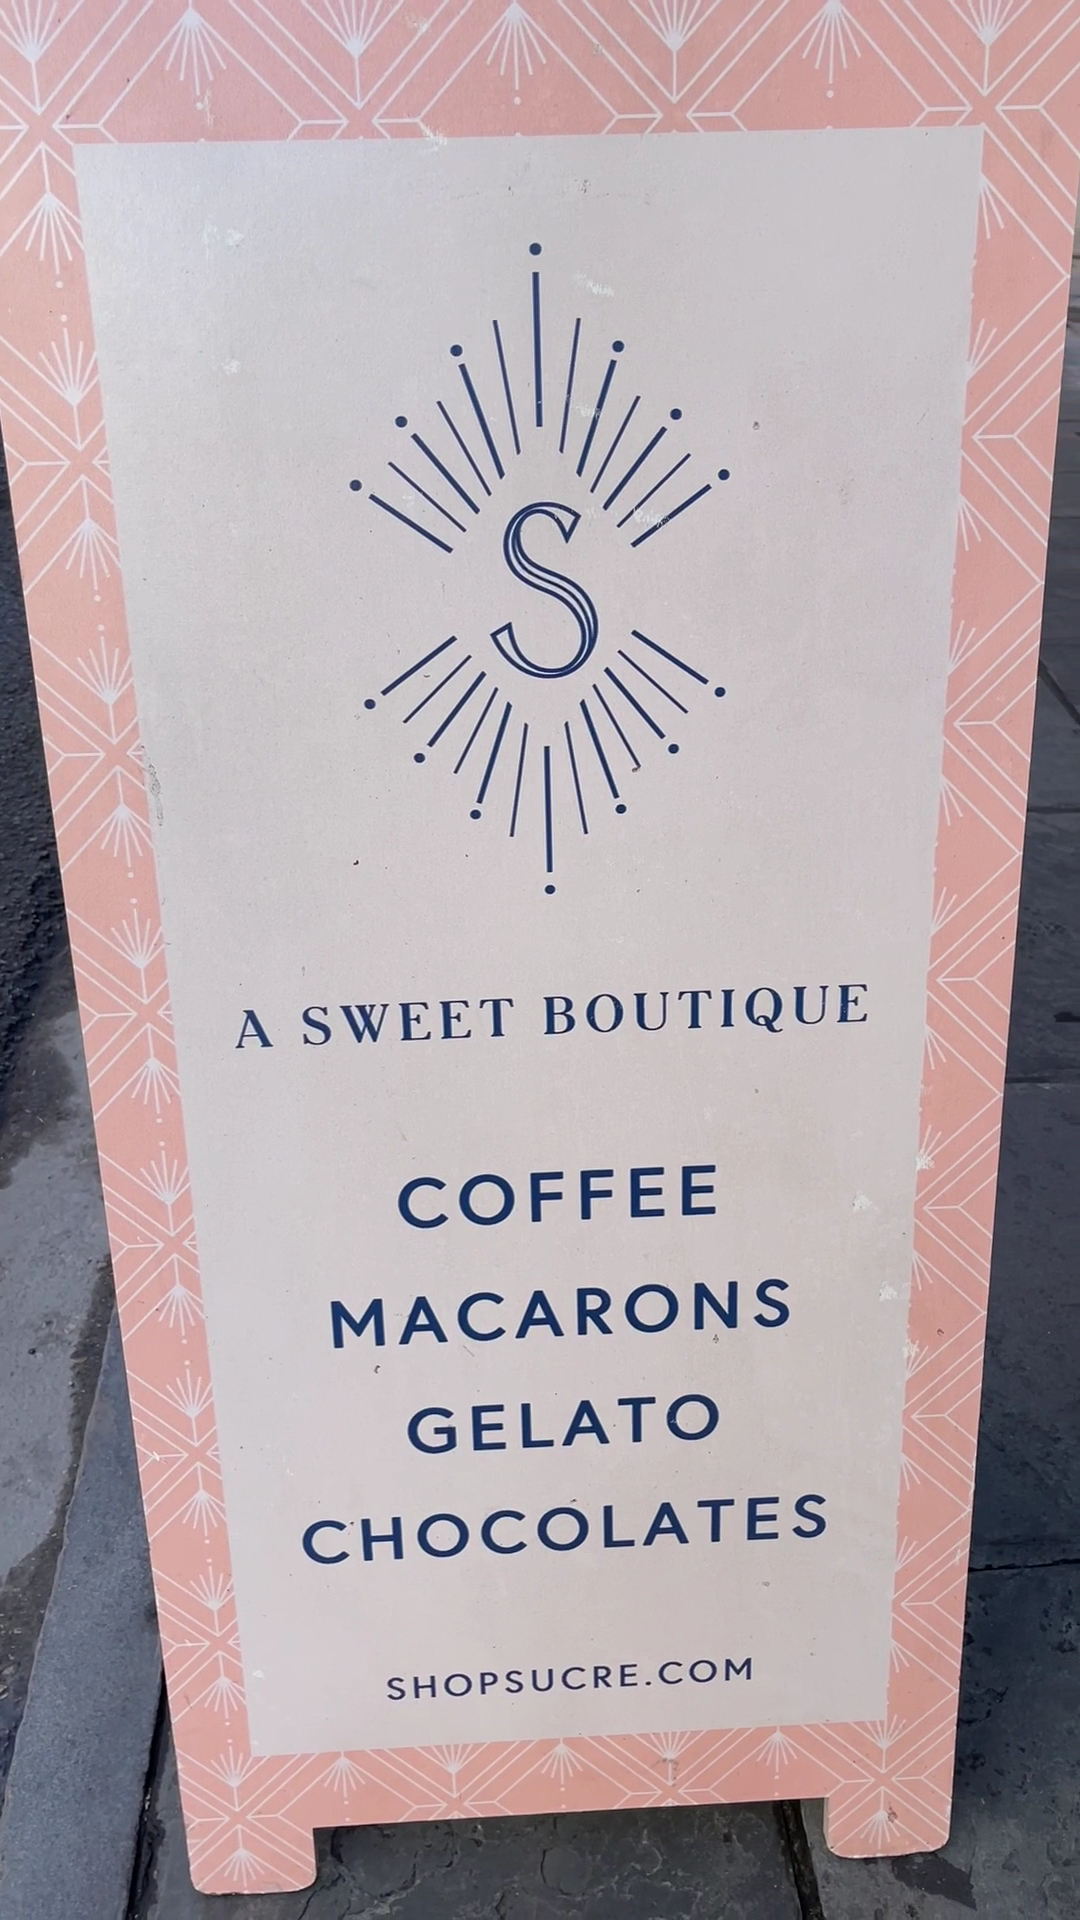 S
A SWEET BOUTIQUE
COFFEE
MACARONS
GELATO
CHOCOLATES
SHOPSUCRE.COM